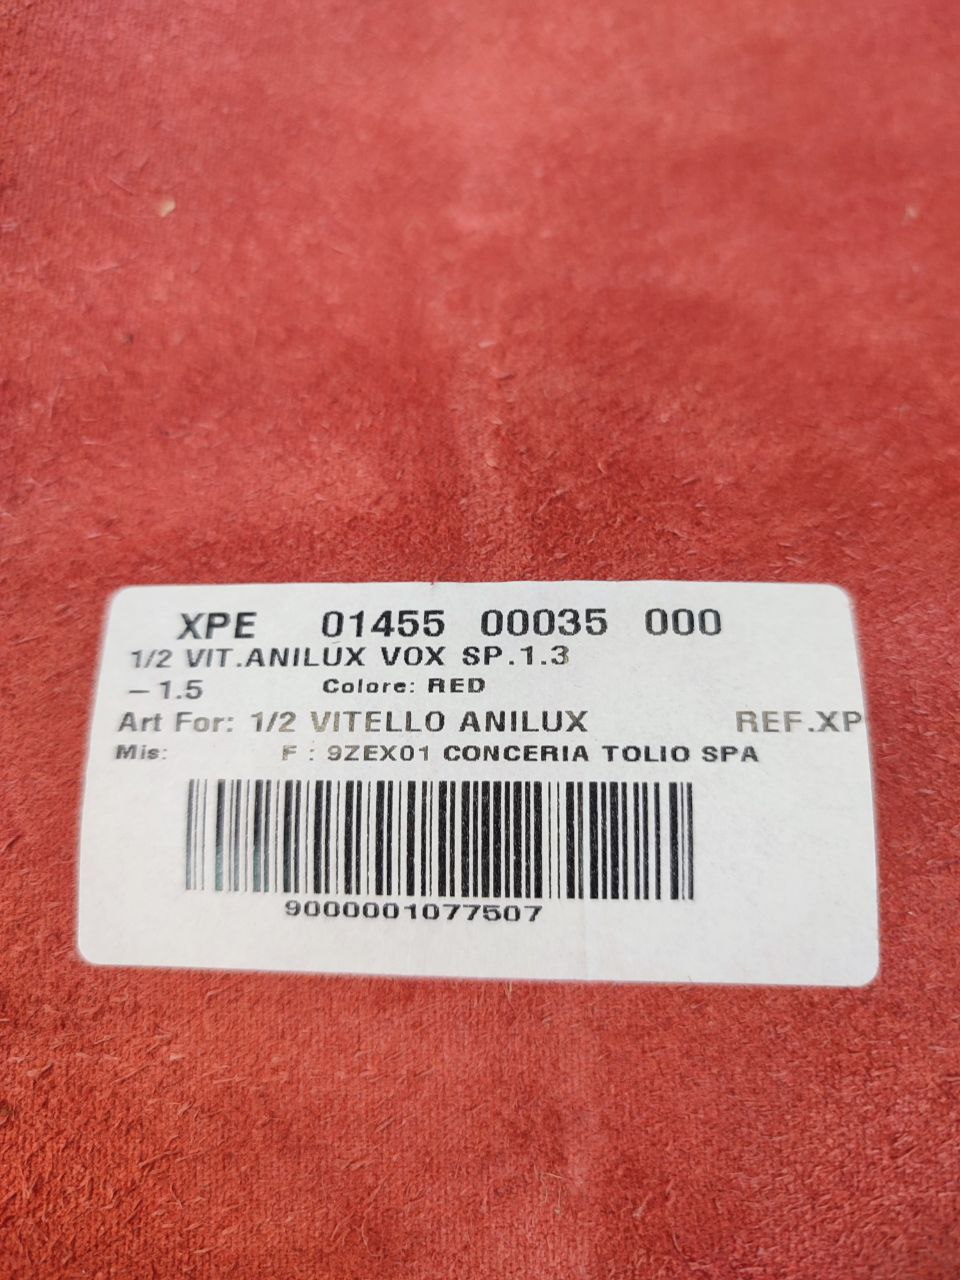 XPE 01455 00035 000
1/2 VIT.ANILUX VOX SP.1.3
-1.5 Colore: RED
Art For: 1/2 VITELLO ANILUX REF.XP
Mis: F : 9ZEX01 CONCERIA TOLIO SPA
9000001077507